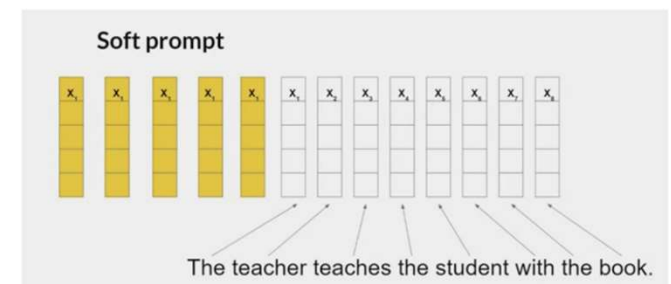 Soft prompt
X₁ X₁ X₁ X₁ X₁ X₁ X₂ X₃ X₄ X₅ X₆ X₇ X₈
The teacher teaches the student with the book.